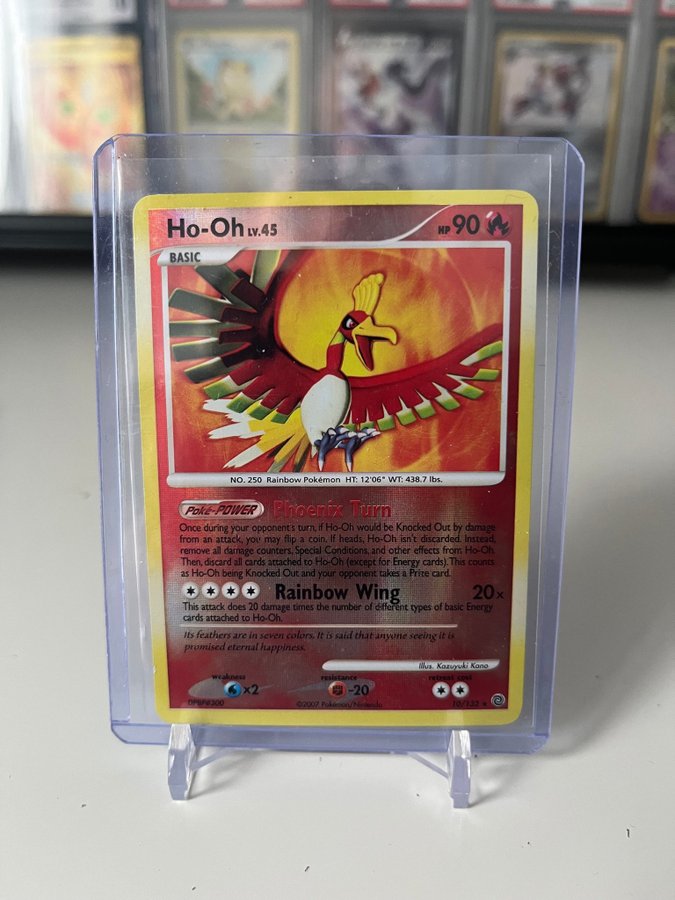 Ho-Oh LV.45 HP 90
BASIC
NO. 250 Rainbow Pokémon HT: 12'06" WT: 438.7 lbs.
Poké-POWER Phoenix Turn
Once during your opponent's turn, if Ho-Oh would be Knocked Out by damage
from an attack, you may flip a coin. If heads, Ho-Oh isn't discarded. Instead,
remove all damage counters, Special Conditions, and other effects from Ho-Oh.
Then, discard all cards attached to Ho-Oh (except for Energy cards). This counts
as Ho-Oh being Knocked Out and your opponent takes a Prize card.
Rainbow Wing 20x
This attack does 20 damage times the number of different types of basic Energy
cards attached to Ho-Oh.
Its feathers are in seven colors. It is said that anyone seeing it is
promised eternal happiness.
Illus. Kazuyuki Kano
weakness resistance retreat cost
x2 -20
DPBP#300 ©2007 Pokémon/Nintendo 10/132